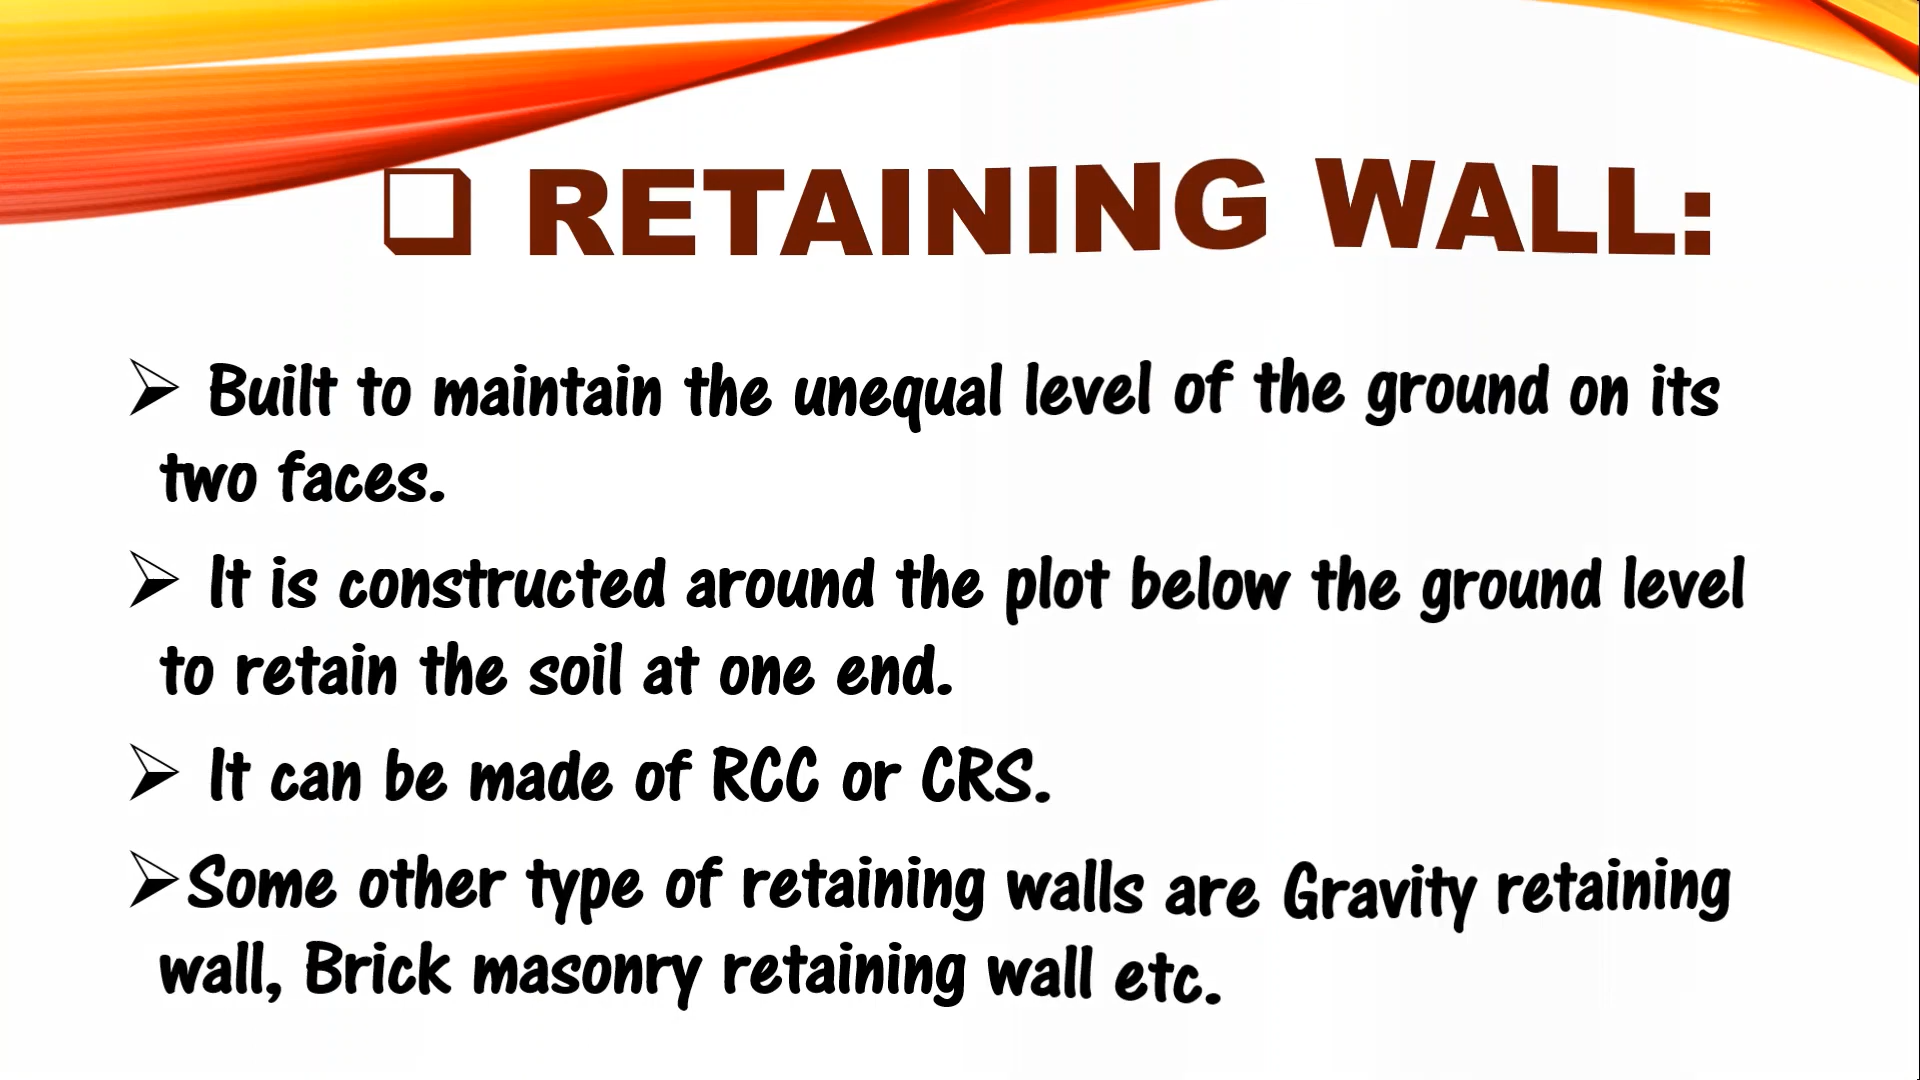 ❑ RETAINING WALL:
➢ Built to maintain the unequal level of the ground on its
two faces.
➢ It is constructed around the plot below the ground level
to retain the soil at one end.
➢ It can be made of RCC or CRS.
➢Some other type of retaining walls are Gravity retaining
wall, Brick masonry retaining wall etc.